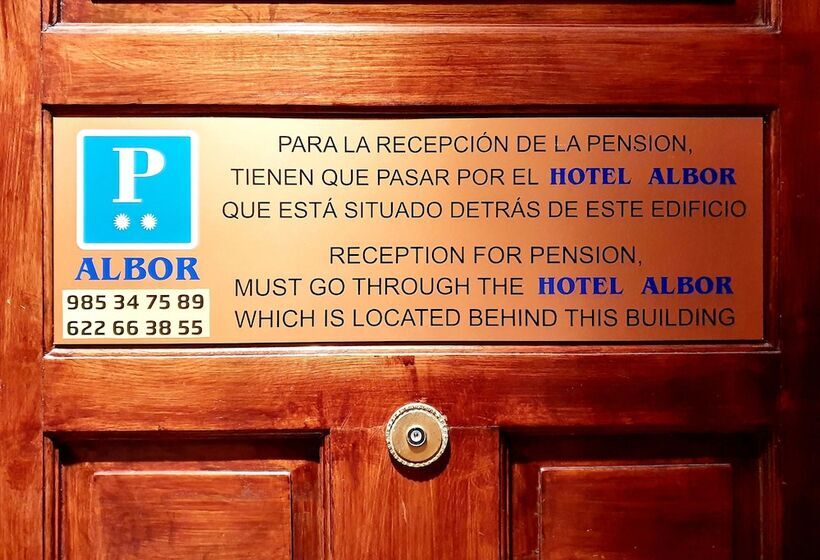 P
ALBOR
985 34 75 89
622 66 38 55
PARA LA RECEPCIÓN DE LA PENSION,
TIENEN QUE PASAR POR EL HOTEL ALBOR
QUE ESTÁ SITUADO DETRÁS DE ESTE EDIFICIO
RECEPTION FOR PENSION,
MUST GO THROUGH THE HOTEL ALBOR
WHICH IS LOCATED BEHIND THIS BUILDING